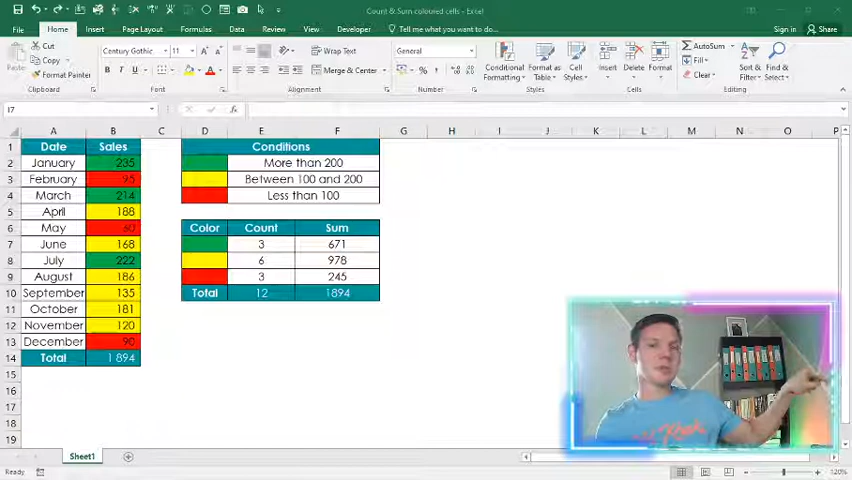 Count & Sum coloured cells - Excel
Sign in Share
File Home Insert Page Layout Formulas Data Review View Developer Tell me what you want to do...
Cut
Copy
Format Painter
Paste
Clipboard
Century Gothic 11
B I U
Font
Wrap Text
Merge & Center
Alignment
General
Number
Conditional Formatting
Format as Table
Cell Styles
Styles
Insert
Delete
Format
Cells
AutoSum
Fill
Clear
Sort & Filter
Find & Select
Editing
I7
fx
A B C D E F G H I J K L M N O P
1 Date Sales Conditions
2 January 235 More than 200
3 February 95 Between 100 and 200
4 March 214 Less than 100
5 April 188
6 May 60 Color Count Sum
7 June 168 3 671
8 July 222 6 978
9 August 186 3 245
10 September 135 Total 12 1894
11 October 181
12 November 120
13 December 90
14 Total 1 894
15
16
17
18
19
Sheet1
Ready
120%